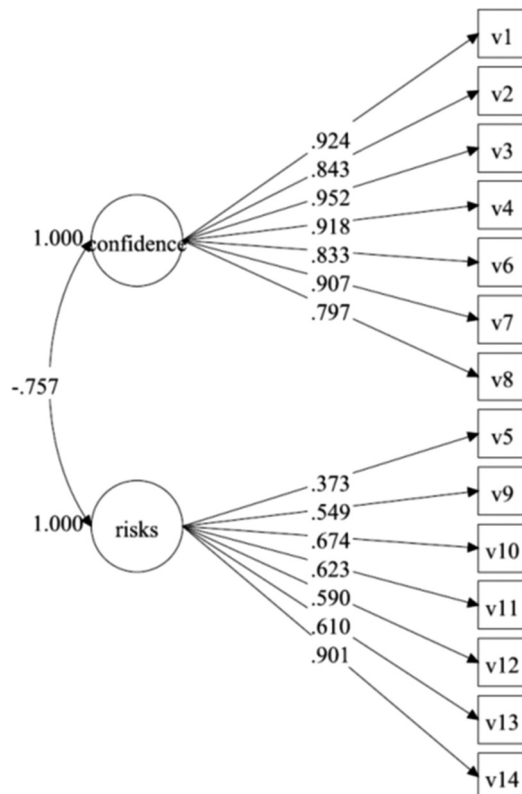 v1
v2
v3
v4
v6
v7
v8
v5
v9
v10
v11
v12
v13
v14
.924
.843
.952
.918
.833
.907
.797
1.000
confidence
-.757
.373
.549
.674
.623
.590
.610
.901
1.000
risks